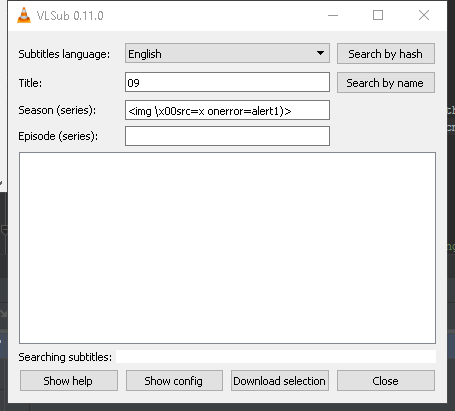 VLSub 0.11.0
Subtitles language: English Search by hash
Title: 09 Search by name
Season (series): <img \x00src=x onerror=alert1)>
Episode (series):
Searching subtitles:
Show help Show config Download selection Close